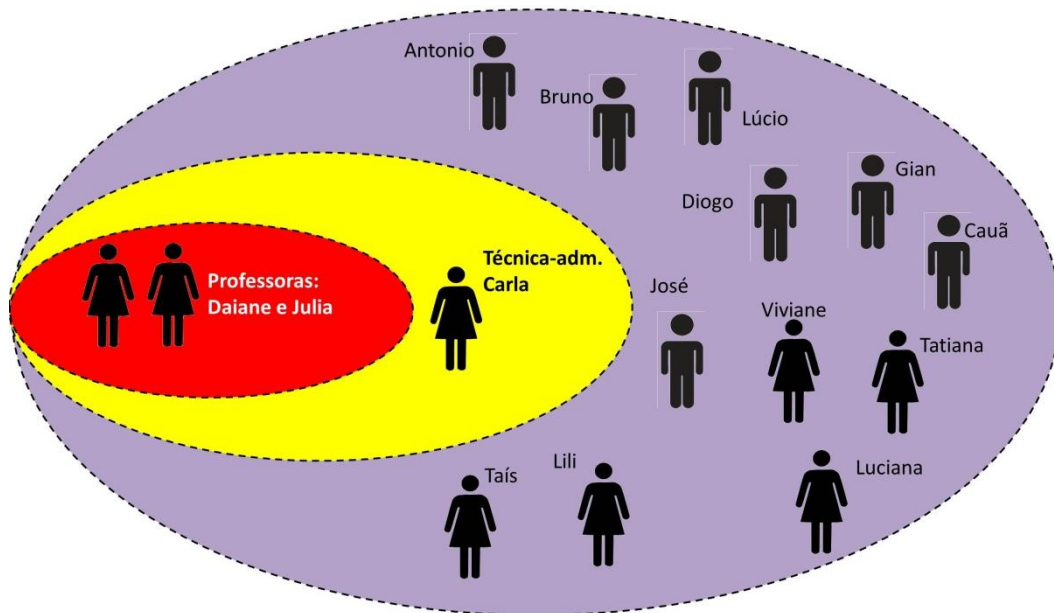 Antonio
Bruno
Lúcio
Diogo
Gian
Cauã
Professoras:
Daiane e Julia
Técnica-adm.
Carla
José
Viviane
Tatiana
Taís
Lili
Luciana